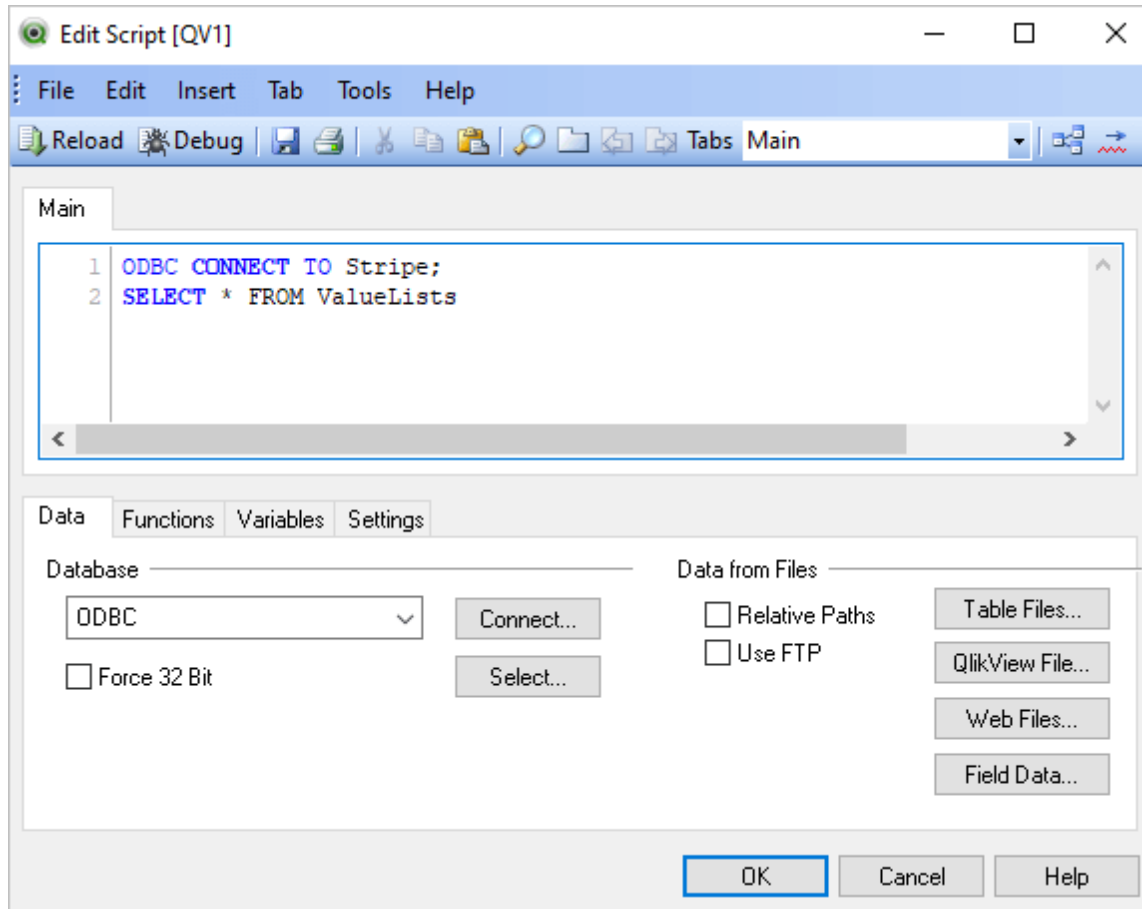 Edit Script [QV1]
File Edit Insert Tab Tools Help
Reload Debug Tabs Main
Main
1 ODBC CONNECT TO Stripe;
2 SELECT * FROM ValueLists
Data Functions Variables Settings
Database
ODBC
Connect...
Force 32 Bit
Select...
Data from Files
Relative Paths
Use FTP
Table Files...
QlikView File...
Web Files...
Field Data...
OK Cancel Help